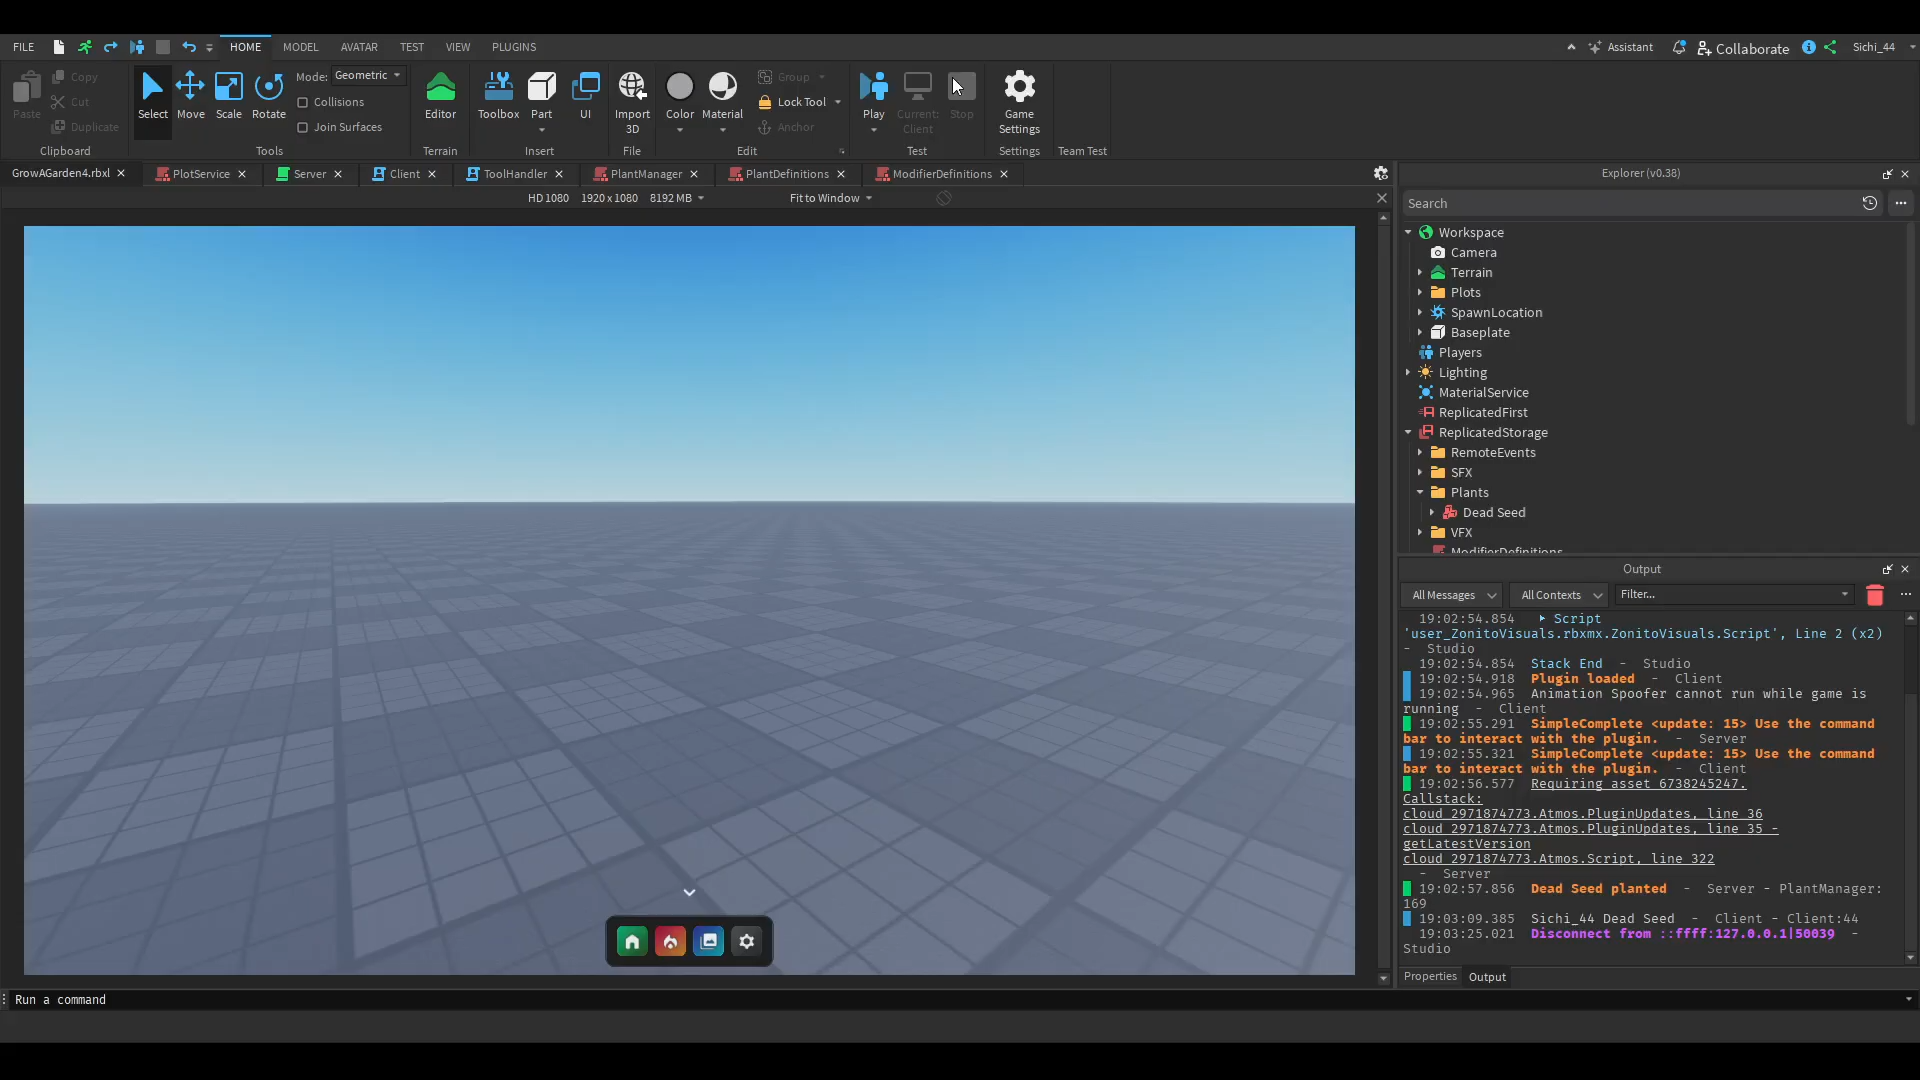 FILE HOME MODEL AVATAR TEST VIEW PLUGINS Assistant Collaborate Sichi_44
Paste Copy Cut Duplicate Select Move Scale Rotate Mode: Geometric Collisions Join Surfaces Editor Toolbox Part UI Import 3D Color Material Group Lock Tool Anchor Play Current: Client Stop Game Settings
Clipboard Tools Terrain Insert File Edit Test Settings Team Test
GrowAGarden4.rbxl PlotService Server Client ToolHandler PlantManager PlantDefinitions ModifierDefinitions
HD 1080 1920 x 1080 8192 MB Fit to Window
Explorer (v0.38)
Search
Workspace
Camera
Terrain
Plots
SpawnLocation
Baseplate
Players
Lighting
MaterialService
ReplicatedFirst
ReplicatedStorage
RemoteEvents
SFX
Plants
Dead Seed
VFX
ModifierDefinitions
Output
All Messages All Contexts Filter...
19:02:54.854 Script
'user_ZonitoVisuals.rbxmx.ZonitoVisuals.Script', Line 2 (x2)
- Studio
19:02:54.854 Stack End - Studio
19:02:54.918 Plugin loaded - Client
19:02:54.965 Animation Spoofer cannot run while game is
running - Client
19:02:55.291 SimpleComplete <update: 15> Use the command
bar to interact with the plugin. - Server
19:02:55.321 SimpleComplete <update: 15> Use the command
bar to interact with the plugin. - Client
19:02:56.577 Requiring asset 6738245247.
Callstack:
cloud_2971874773.Atmos.PluginUpdates, line 36
cloud_2971874773.Atmos.PluginUpdates, line 35 -
getLatestVersion
cloud_2971874773.Atmos.Script, line 322
- Server
19:02:57.856 Dead Seed planted - Server - PlantManager:
169
19:03:09.385 Sichi_44 Dead Seed - Client - Client:44
19:03:25.021 Disconnect from ::ffff:127.0.0.1|50039 -
Studio
Properties Output
Run a command